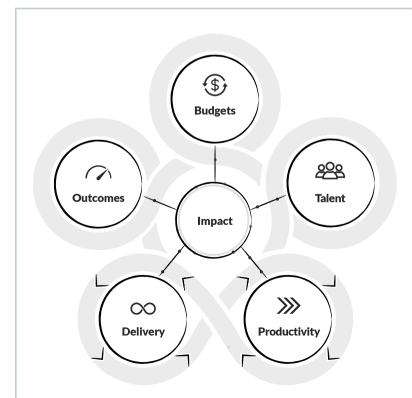 Budgets
Outcomes
Talent
Impact
Delivery
Productivity